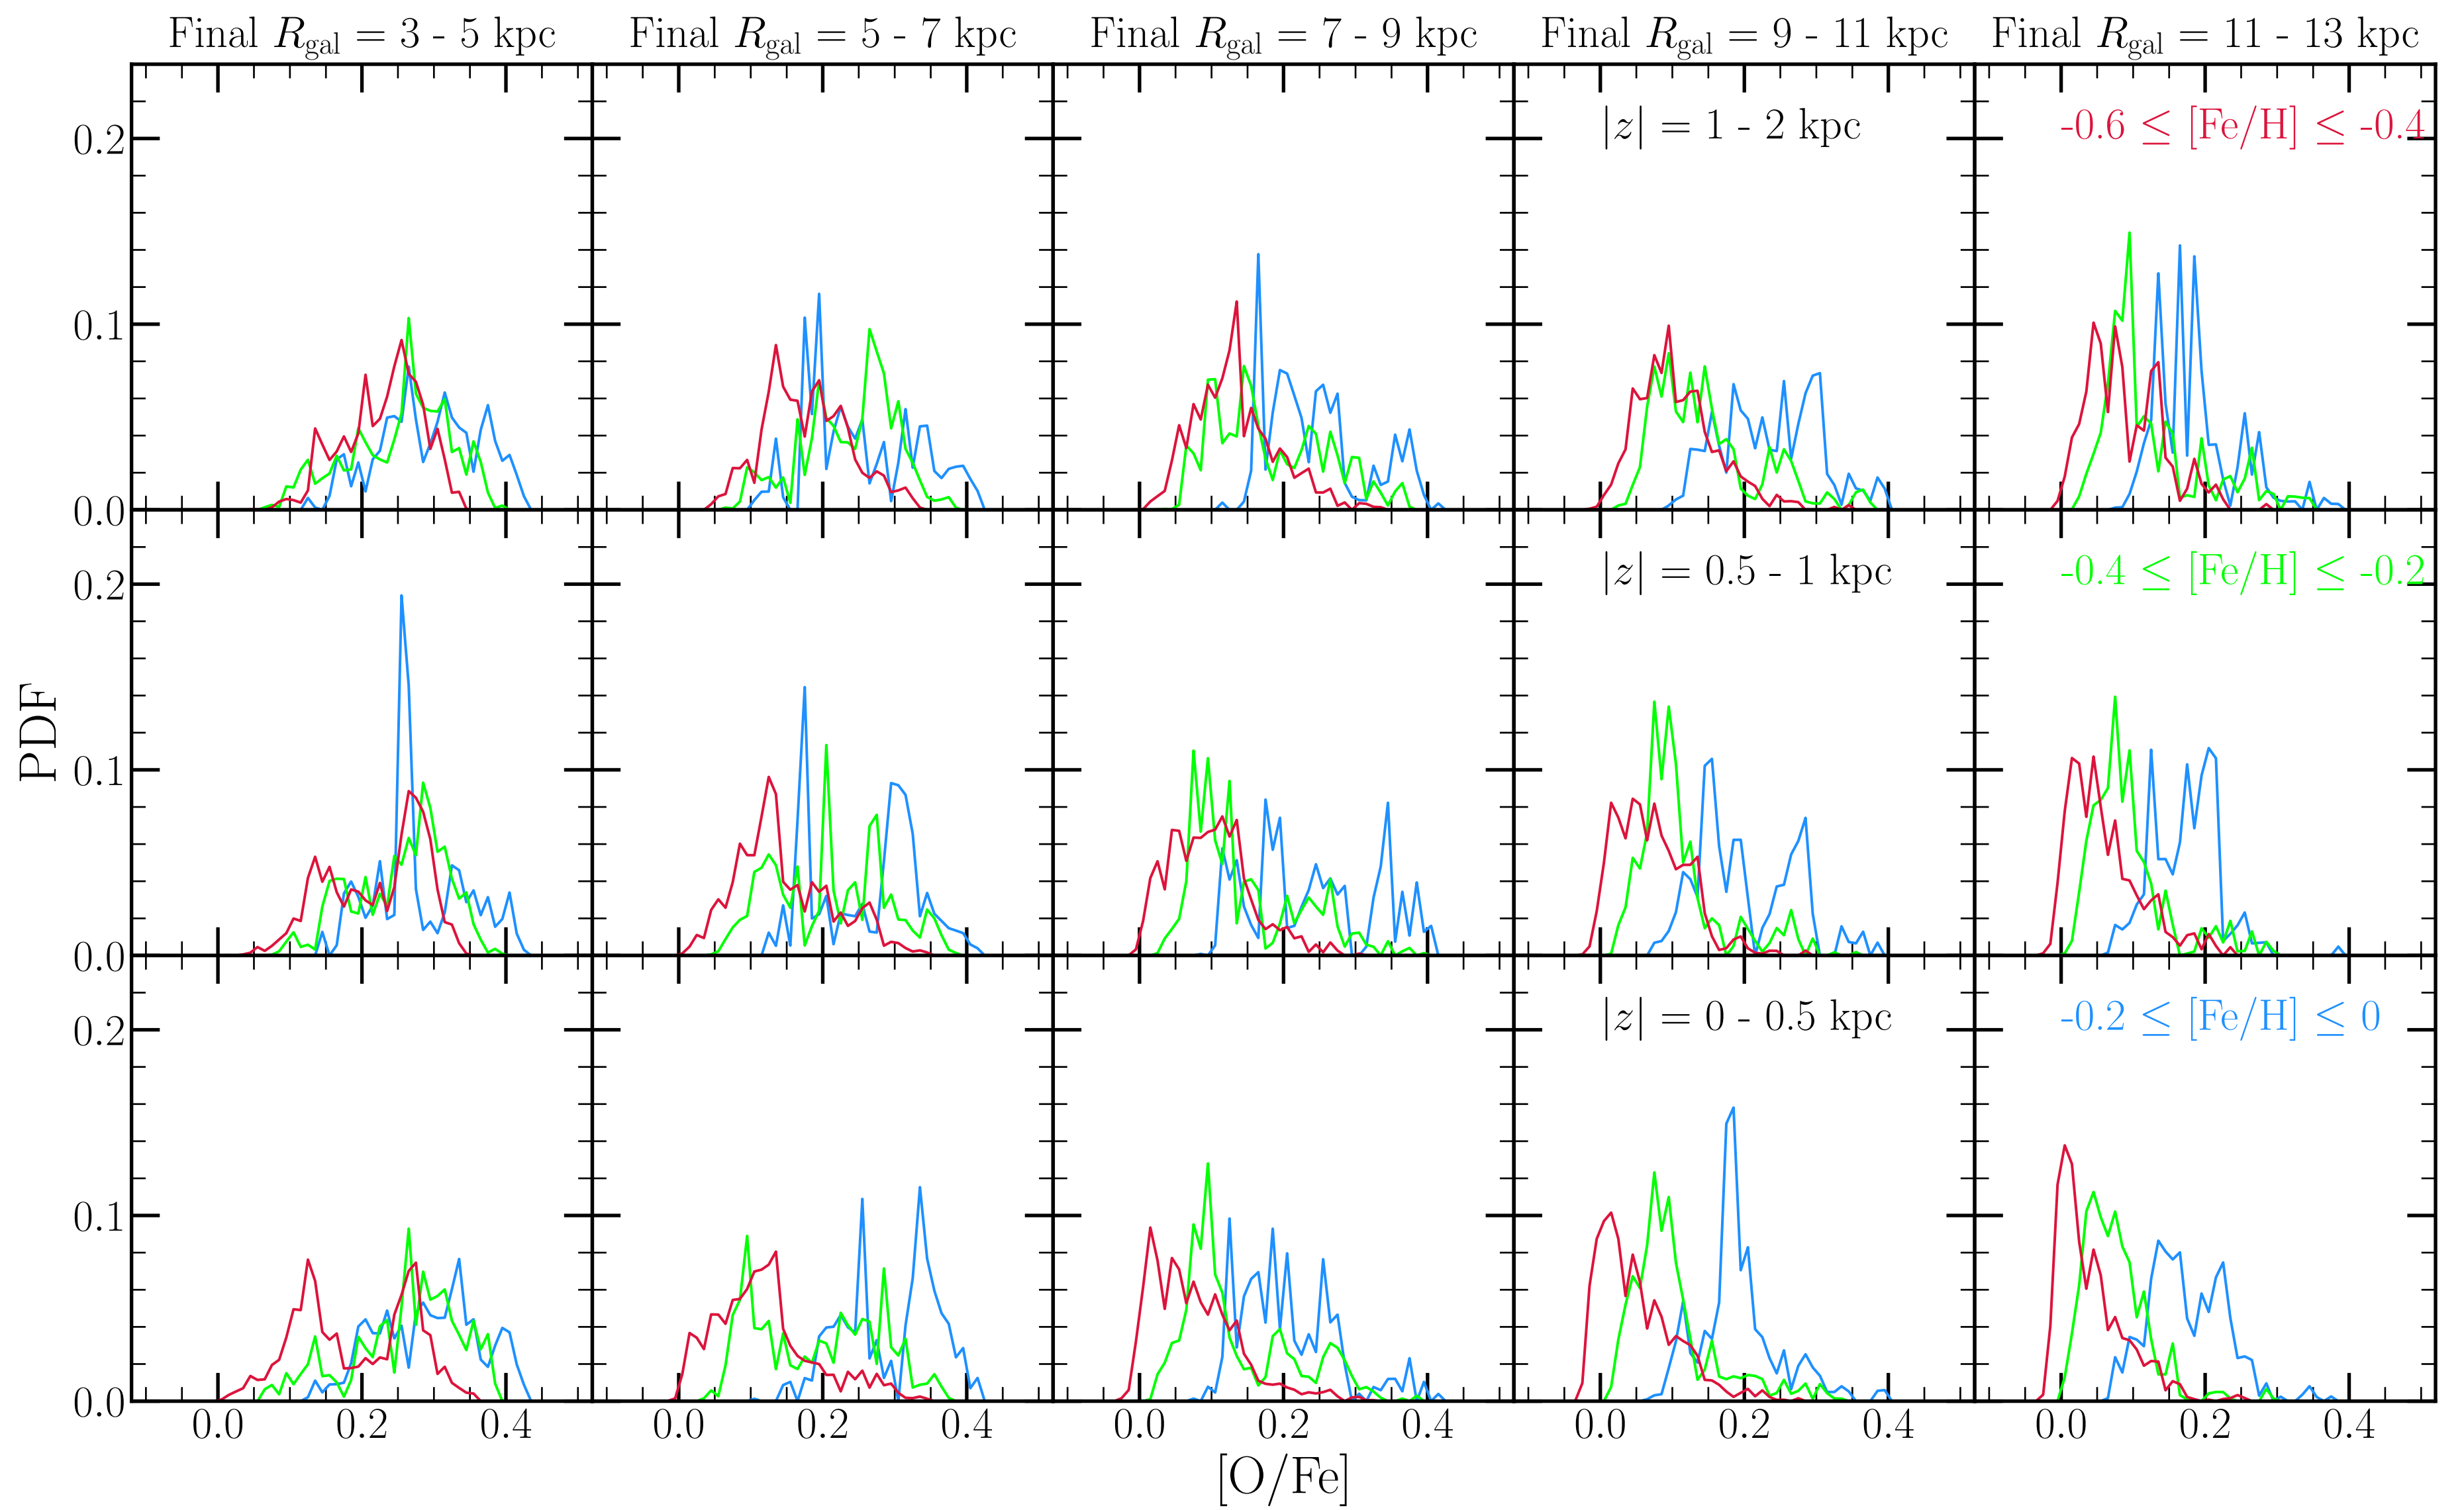 Final R_gal = 3 - 5 kpc
Final R_gal = 5 - 7 kpc
Final R_gal = 7 - 9 kpc
Final R_gal = 9 - 11 kpc
Final R_gal = 11 - 13 kpc
|z| = 1 - 2 kpc
-0.6 ≤ [Fe/H] ≤ -0.4
0.2
0.1
0.0
|z| = 0.5 - 1 kpc
-0.4 ≤ [Fe/H] ≤ -0.2
0.2
0.1
0.0
PDF
|z| = 0 - 0.5 kpc
-0.2 ≤ [Fe/H] ≤ 0
0.2
0.1
0.0
0.0 0.2 0.4
0.0 0.2 0.4
0.0 0.2 0.4
0.0 0.2 0.4
0.0 0.2 0.4
[O/Fe]